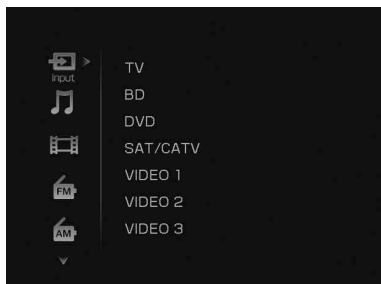 Input
TV
BD
DVD
SAT/CATV
VIDEO 1
VIDEO 2
FM
VIDEO 3
AM